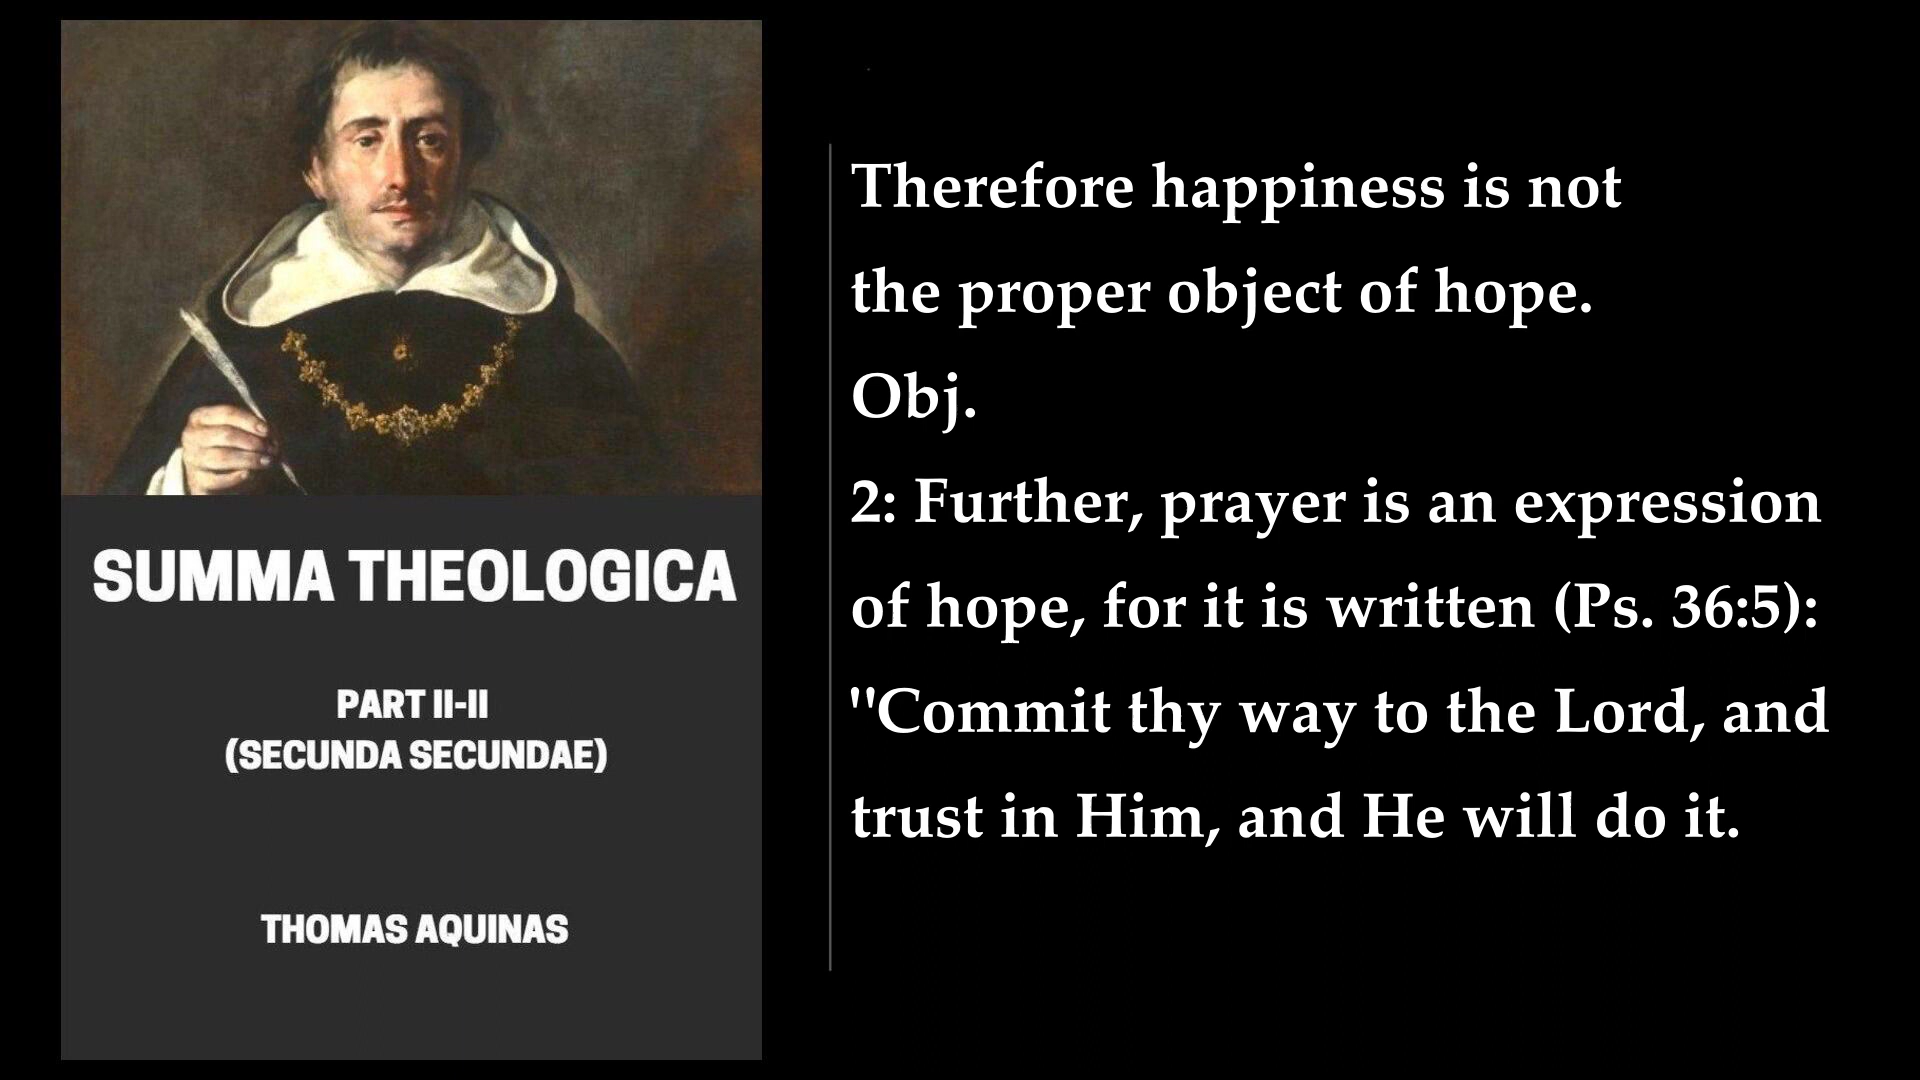 SUMMA THEOLOGICA
PART II-II
(SECUNDA SECUNDAE)
THOMAS AQUINAS
Therefore happiness is not
the proper object of hope.
Obj.
2: Further, prayer is an expression
of hope, for it is written (Ps. 36:5):
"Commit thy way to the Lord, and
trust in Him, and He will do it.